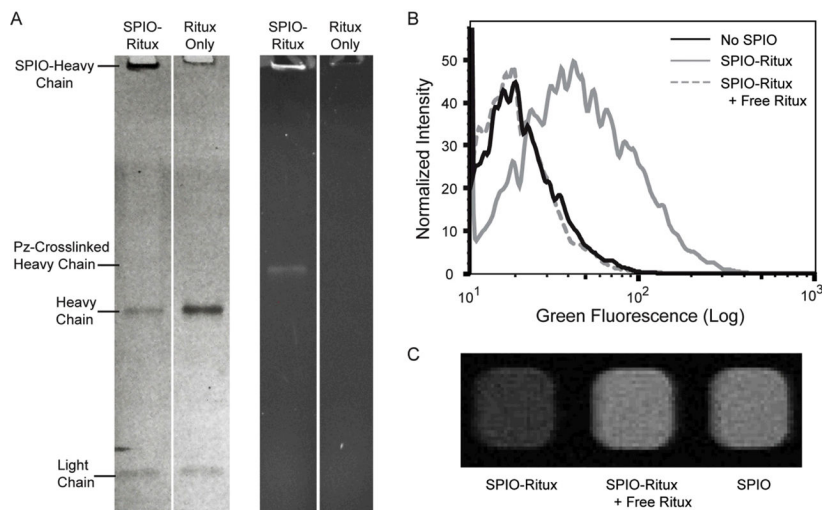 A
SPIO-
Ritux
Ritux
Only
SPIO-
Ritux
Ritux
Only
SPIO-Heavy
Chain
Pz-Crosslinked
Heavy Chain
Heavy
Chain
Light
Chain
B
No SPIO
SPIO-Ritux
SPIO-Ritux
+ Free Ritux
Normalized Intensity
50
40
30
20
10
0
10¹
10²
10³
Green Fluorescence (Log)
C
SPIO-Ritux
SPIO-Ritux
+ Free Ritux
SPIO